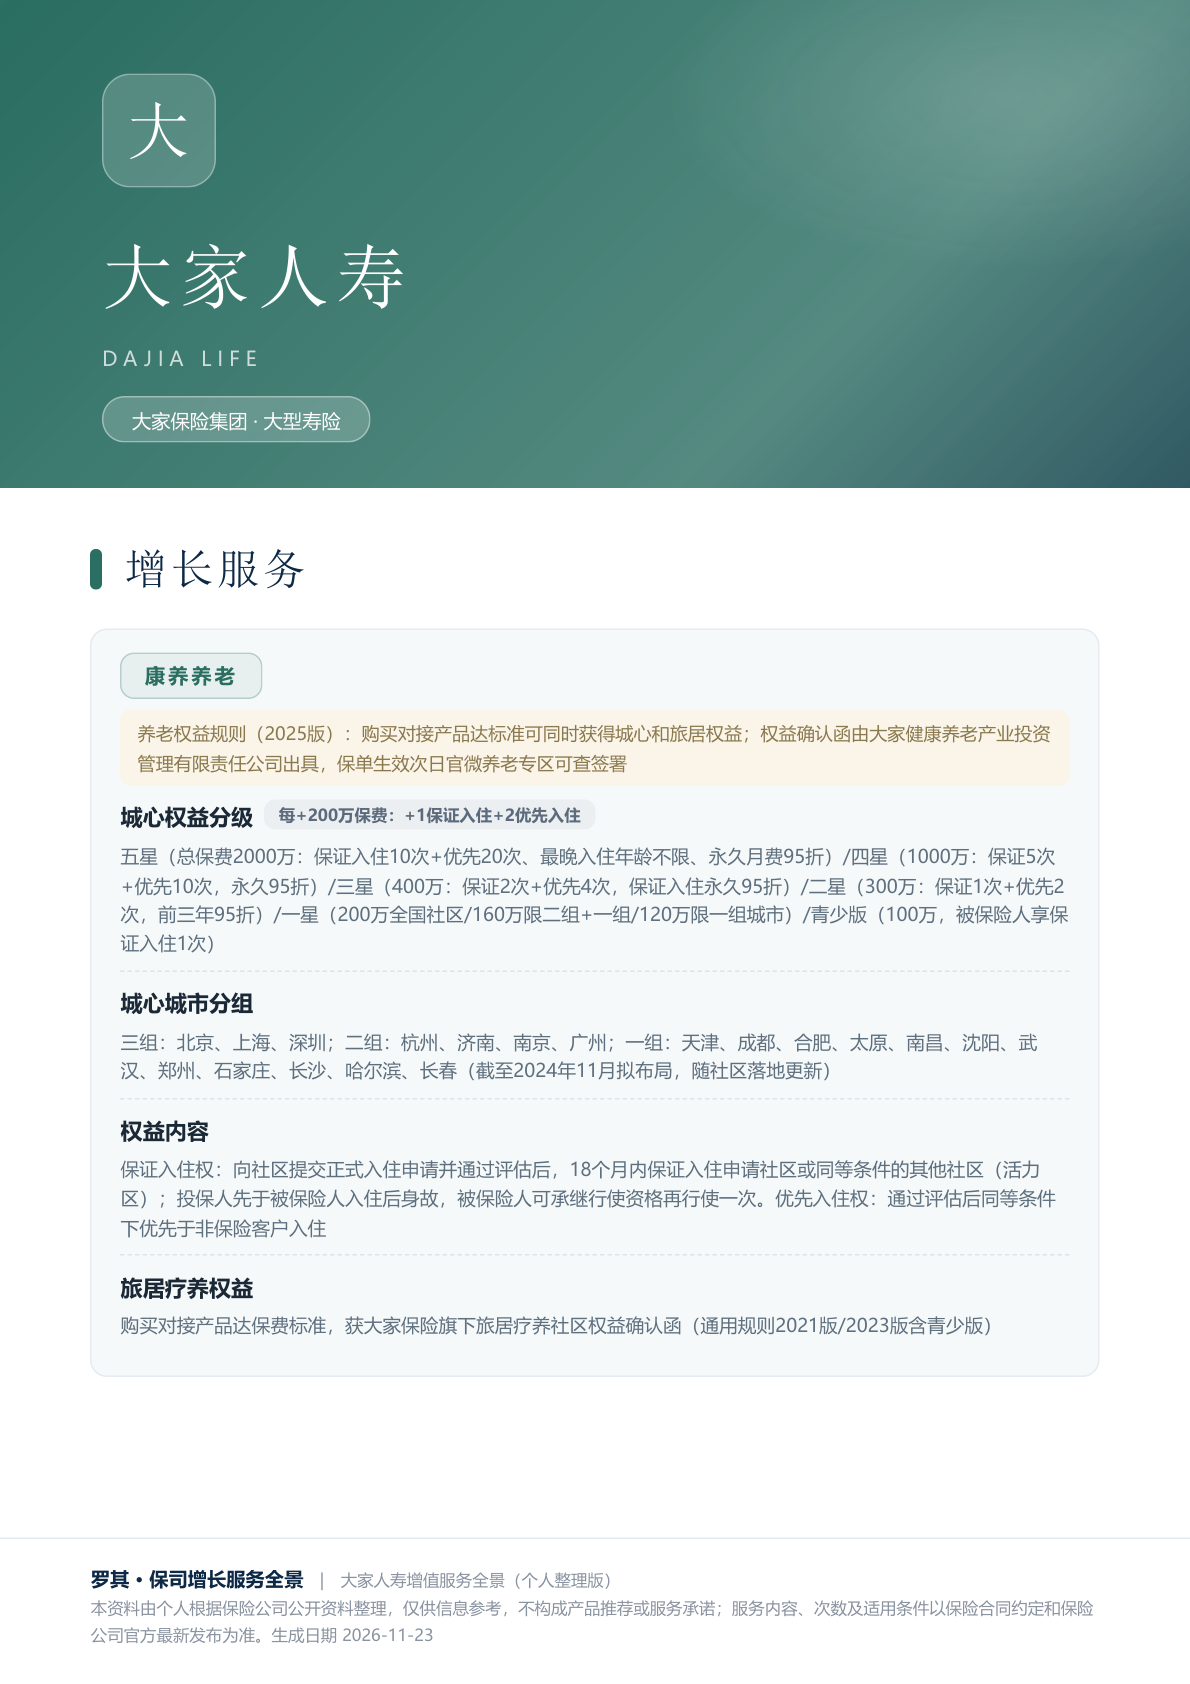 大
大家人寿
DAJIA LIFE
大家保险集团 · 大型寿险
增长服务
康养养老
养老权益规则（2025版）：购买对接产品达标准可同时获得城心和旅居权益；权益确认函由大家健康养老产业投资
管理有限责任公司出具，保单生效次日官微养老专区可查签署
城心权益分级 每+200万保费：+1保证入住+2优先入住
五星（总保费2000万：保证入住10次+优先20次、最晚入住年龄不限、永久月费95折）/四星（1000万：保证5次
+优先10次，永久95折）/三星（400万：保证2次+优先4次，保证入住永久95折）/二星（300万：保证1次+优先2
次，前三年95折）/一星（200万全国社区/160万限二组+一组/120万限一组城市）/青少版（100万，被保险人享保
证入住1次）
城心城市分组
三组：北京、上海、深圳；二组：杭州、济南、南京、广州；一组：天津、成都、合肥、太原、南昌、沈阳、武
汉、郑州、石家庄、长沙、哈尔滨、长春（截至2024年11月拟布局，随社区落地更新）
权益内容
保证入住权：向社区提交正式入住申请并通过评估后，18个月内保证入住申请社区或同等条件的其他社区（活力
区）；投保人先于被保险人入住后身故，被保险人可承继行使资格再行使一次。优先入住权：通过评估后同等条件
下优先于非保险客户入住
旅居疗养权益
购买对接产品达保费标准，获大家保险旗下旅居疗养社区权益确认函（通用规则2021版/2023版含青少版）
罗其·保司增长服务全景 | 大家人寿增值服务全景（个人整理版）
本资料由个人根据保险公司公开资料整理，仅供信息参考，不构成产品推荐或服务承诺；服务内容、次数及适用条件以保险合同约定和保险
公司官方最新发布为准。生成日期 2026-11-23